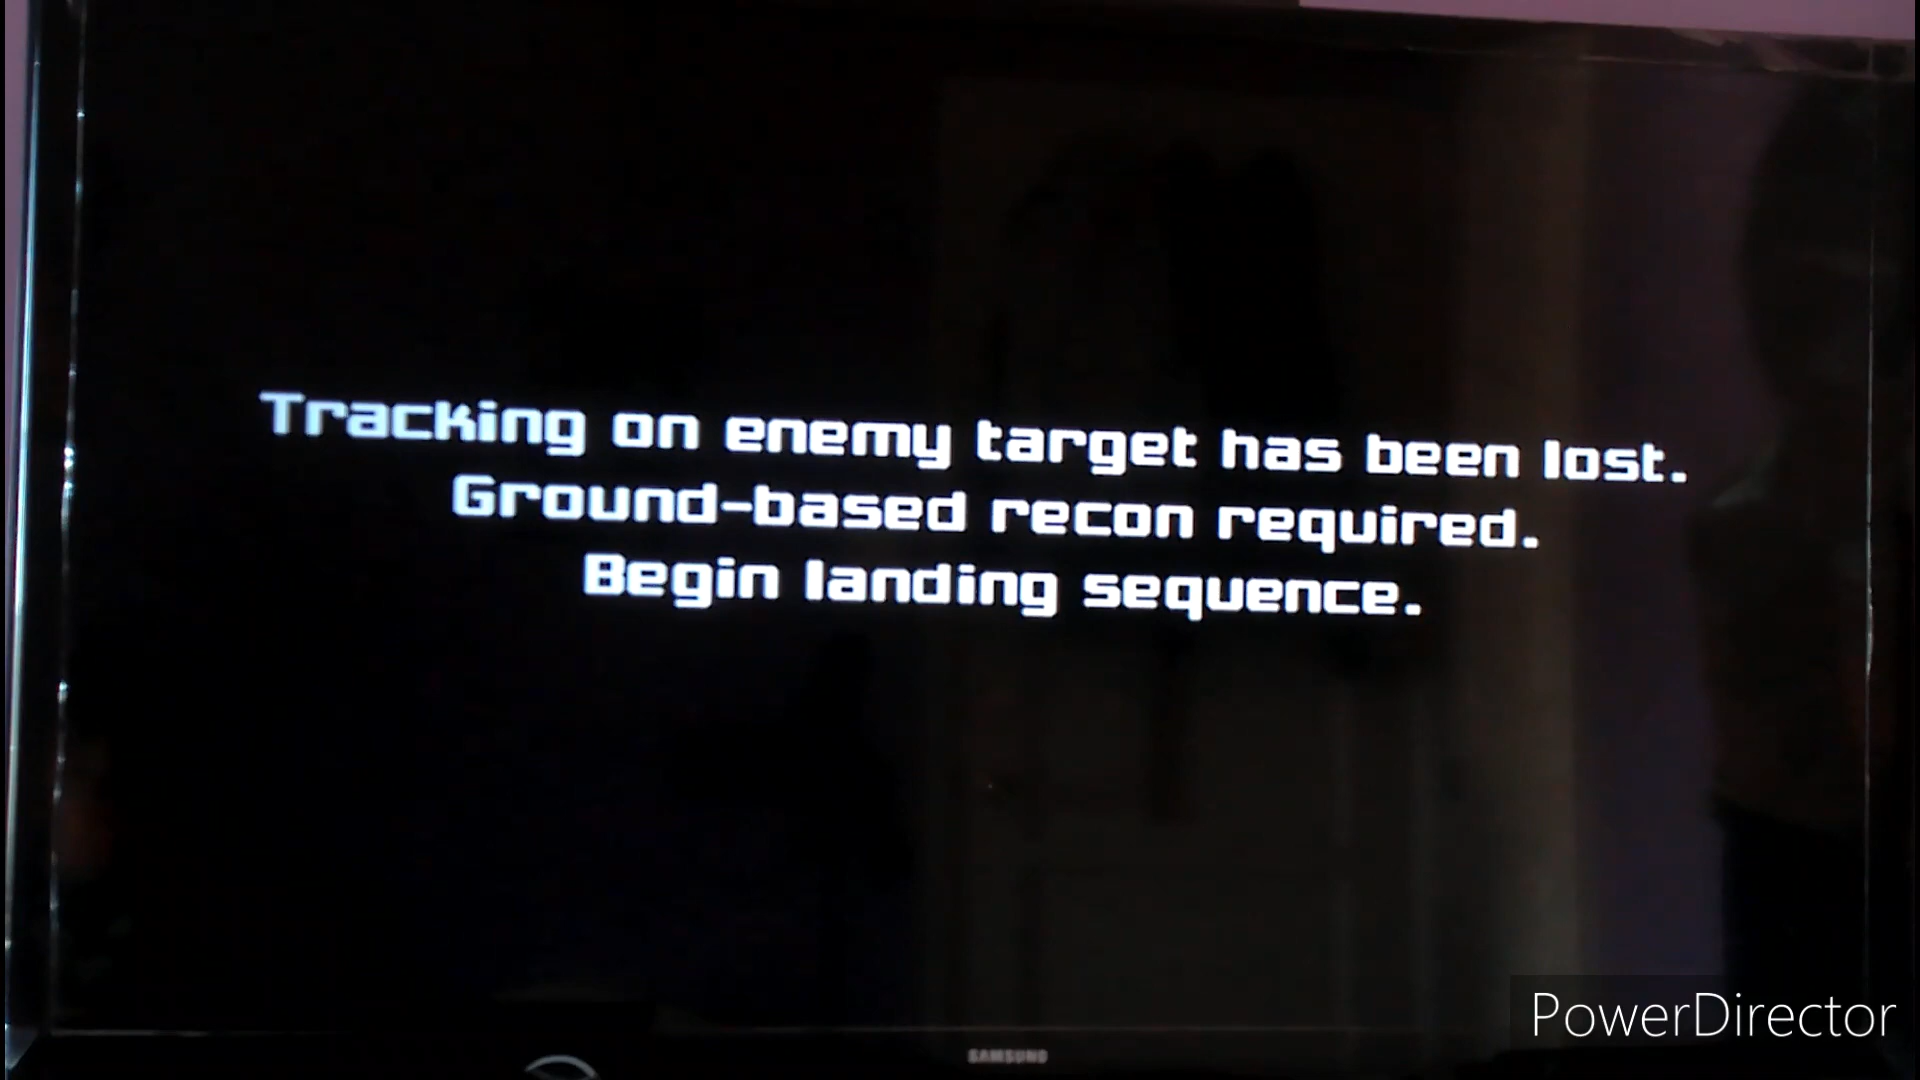 Tracking on enemy target has been lost.
Ground-based recon required.
Begin landing sequence.
SAMSUNG
PowerDirector